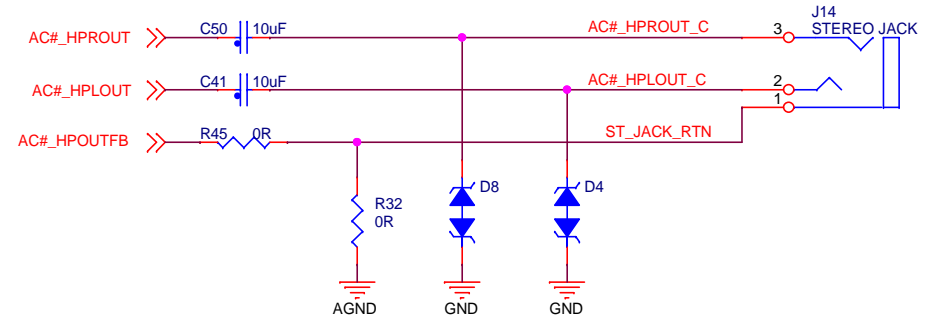 J14
STEREO JACK
AC#_HPROUT
C50
10uF
AC#_HPROUT_C
3
AC#_HPLOUT
C41
10uF
AC#_HPLOUT_C
2
1
AC#_HPOUTFB
R45
0R
ST_JACK_RTN
R32
0R
D8
D4
AGND
GND
GND